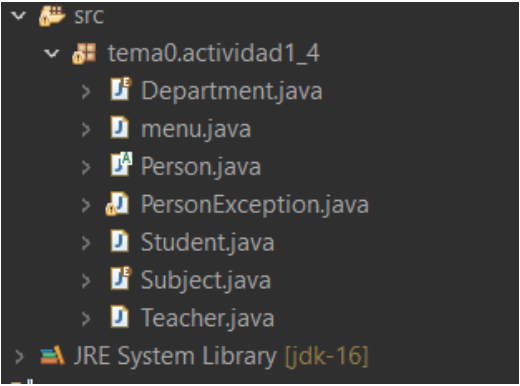 src
tema0.actividad1_4
Department.java
menu.java
Person.java
PersonException.java
Student.java
Subject.java
Teacher.java
JRE System Library [jdk-16]